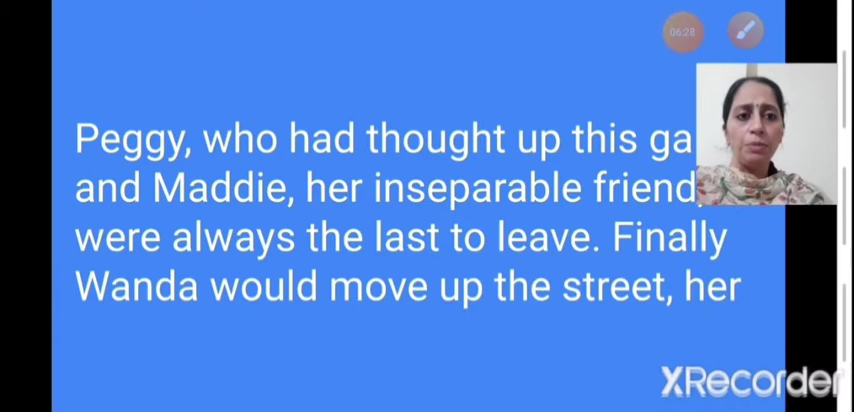 06:28
Peggy, who had thought up this ga
and Maddie, her inseparable friend,
were always the last to leave. Finally
Wanda would move up the street, her
XRecorder